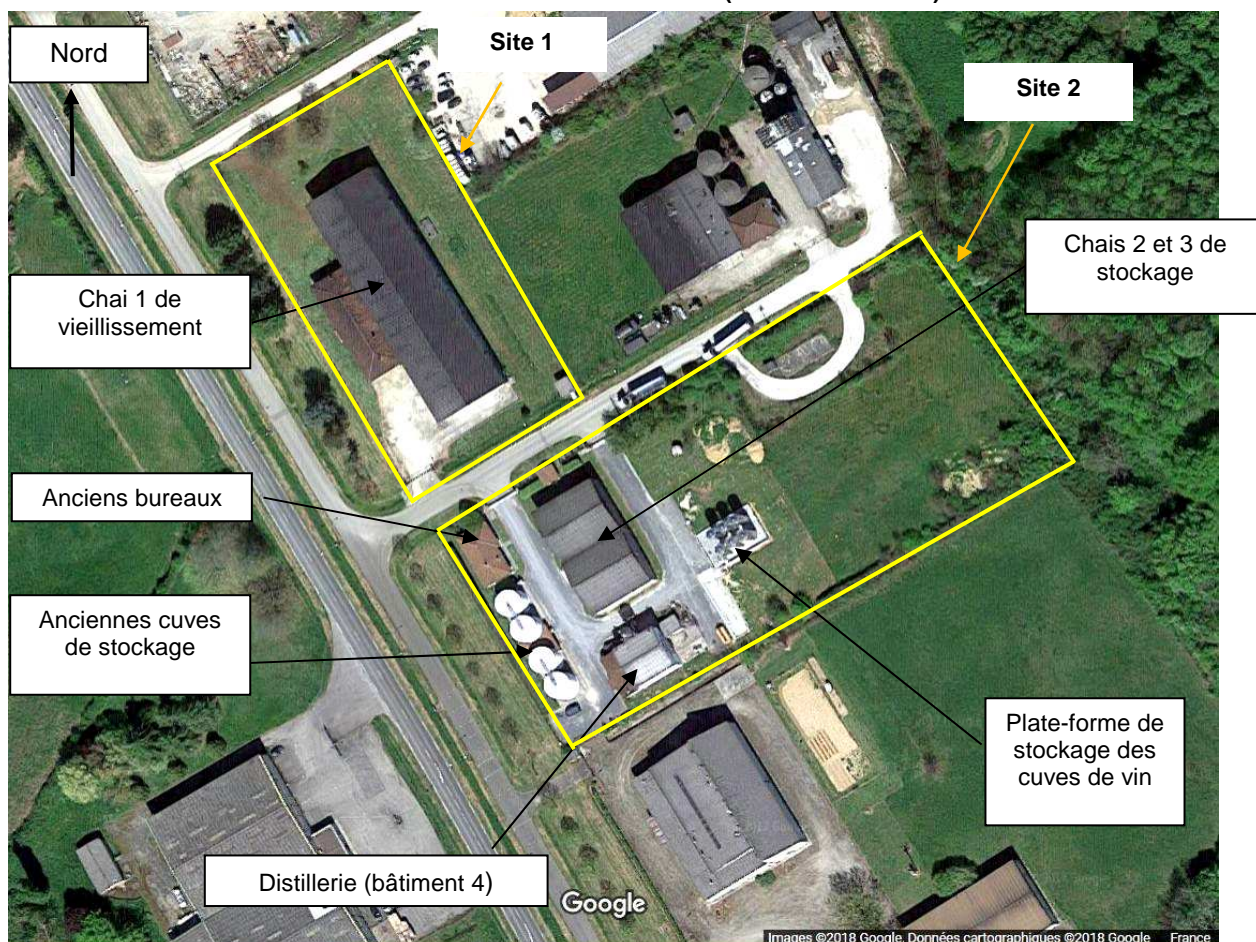 Nord
Site 1
Site 2
Chais 2 et 3 de
stockage
Chai 1 de
vieillissement
Anciens bureaux
Anciennes cuves
de stockage
Plate-forme de
stockage des
cuves de vin
Distillerie (bâtiment 4)
Google
Images ©2018 Google, Données cartographiques ©2018 Google France